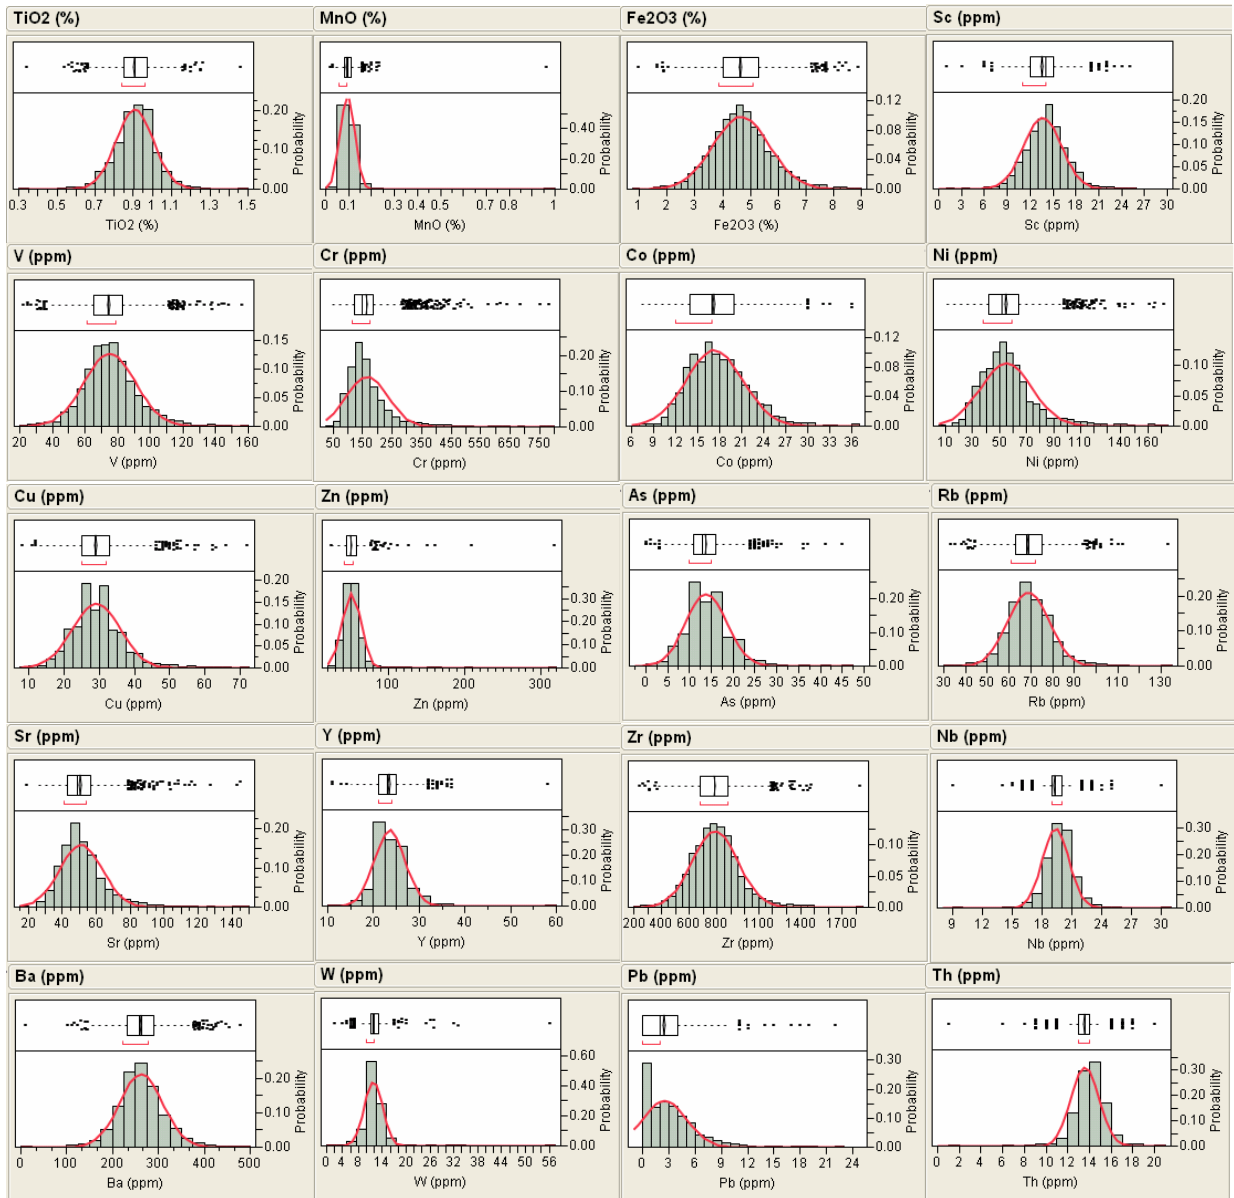 TiO2 (%)
MnO (%)
Fe2O3 (%)
Sc (ppm)
0.20
0.10
0.00
Probability
0.3 0.5 0.7 0.9 1 1.1 1.3 1.5
TiO2 (%)
0.40
0.20
0.00
Probability
0 0.1 0.3 0.4 0.5 0.7 0.8 1
MnO (%)
0.12
0.08
0.04
0.00
Probability
1 2 3 4 5 6 7 8 9
Fe2O3 (%)
0.20
0.15
0.10
0.05
0.00
Probability
0 3 6 9 12 15 18 21 24 27 30
Sc (ppm)
V (ppm)
Cr (ppm)
Co (ppm)
Ni (ppm)
0.15
0.10
0.05
0.00
Probability
20 40 60 80 100 120 140 160
V (ppm)
0.20
0.10
0.00
Probability
50 150 250 350 450 550 650 750
Cr (ppm)
0.12
0.08
0.04
0.00
Probability
6 9 12 15 18 21 24 27 30 33 36
Co (ppm)
0.10
0.05
0.00
Probability
10 30 50 70 90 110 140 160
Ni (ppm)
Cu (ppm)
Zn (ppm)
As (ppm)
Rb (ppm)
0.20
0.15
0.10
0.05
0.00
Probability
10 20 30 40 50 60 70
Cu (ppm)
0.30
0.20
0.10
0.00
Probability
100 200 300
Zn (ppm)
0.20
0.10
0.00
Probability
0 5 10 15 20 25 30 35 40 45 50
As (ppm)
0.20
0.10
0.00
Probability
30 40 50 60 70 80 90 110 130
Rb (ppm)
Sr (ppm)
Y (ppm)
Zr (ppm)
Nb (ppm)
0.20
0.10
0.00
Probability
20 40 60 80 100 120 140
Sr (ppm)
0.30
0.20
0.10
0.00
Probability
10 20 30 40 50 60
Y (ppm)
0.10
0.05
0.00
Probability
200 400 600 800 1100 1400 1700
Zr (ppm)
0.30
0.20
0.10
0.00
Probability
9 12 15 18 21 24 27 30
Nb (ppm)
Ba (ppm)
W (ppm)
Pb (ppm)
Th (ppm)
0.20
0.10
0.00
Probability
0 100 200 300 400 500
Ba (ppm)
0.60
0.40
0.20
0.00
Probability
0 4 8 12 16 20 26 32 38 44 50 56
W (ppm)
0.30
0.20
0.10
0.00
Probability
0 3 6 9 12 15 18 21 24
Pb (ppm)
0.30
0.20
0.10
0.00
Probability
0 2 4 6 8 10 12 14 16 18 20
Th (ppm)